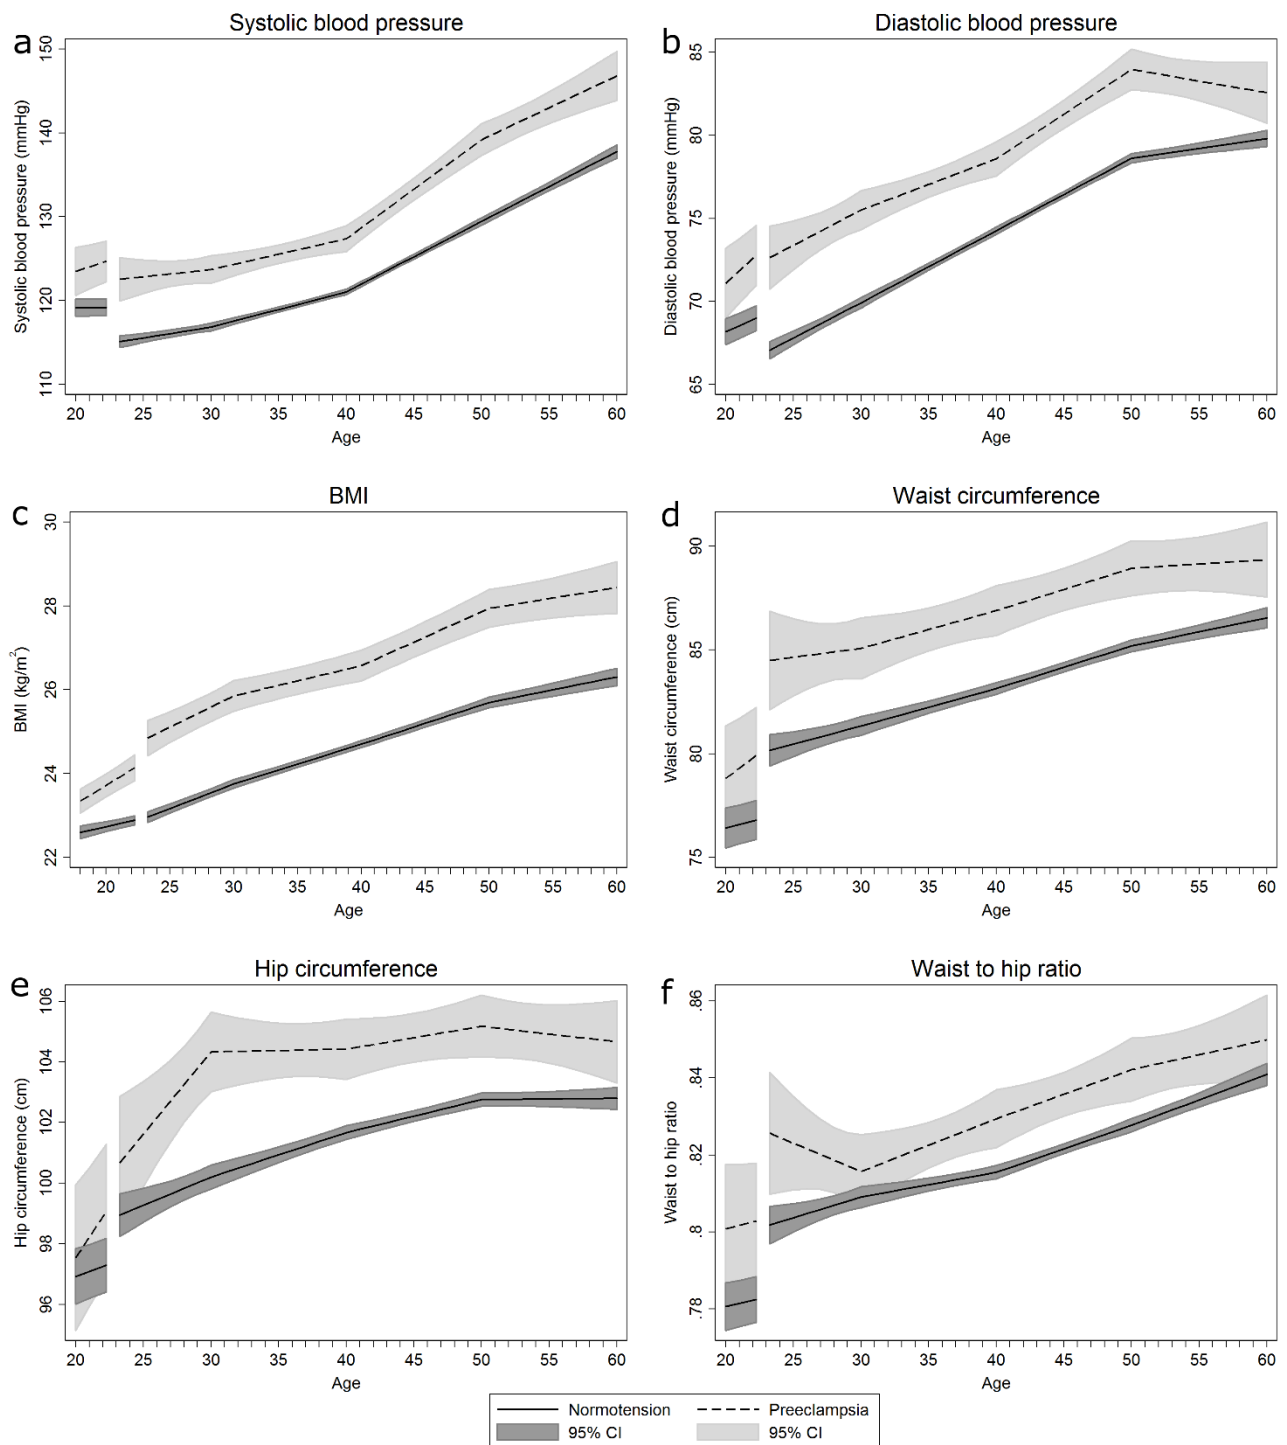 a
Systolic blood pressure
Systolic blood pressure (mmHg)
150
140
130
120
110
20 25 30 35 40 45 50 55 60
Age
b
Diastolic blood pressure
Diastolic blood pressure (mmHg)
85
80
75
70
65
20 25 30 35 40 45 50 55 60
Age
c
BMI
BMI (kg/m²)
30
28
26
24
22
20 25 30 35 40 45 50 55 60
Age
d
Waist circumference
Waist circumference (cm)
90
85
80
75
20 25 30 35 40 45 50 55 60
Age
e
Hip circumference
Hip circumference (cm)
106
104
102
100
98
96
20 25 30 35 40 45 50 55 60
Age
f
Waist to hip ratio
Waist to hip ratio
.86
.84
.82
.8
.78
20 25 30 35 40 45 50 55 60
Age
Normotension Preeclampsia
95% CI 95% CI